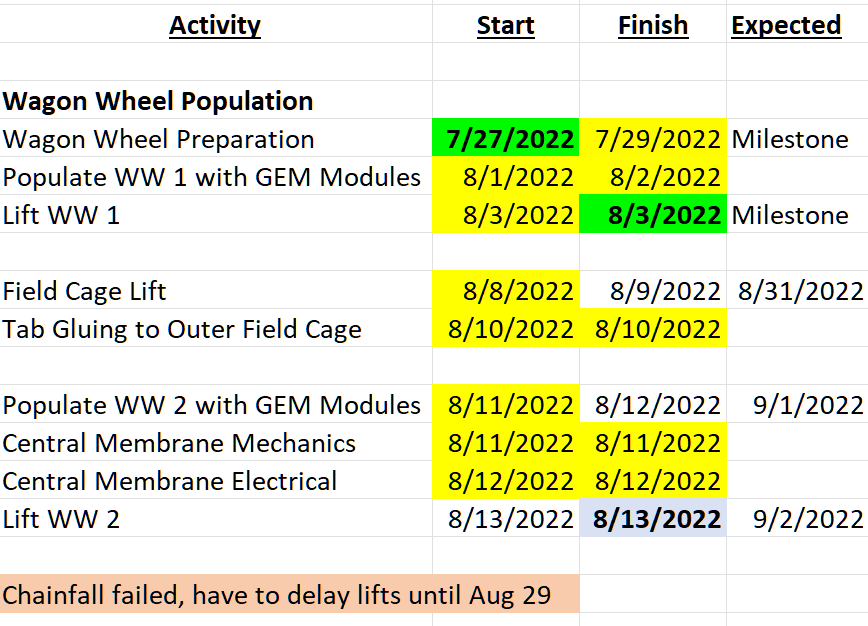 Activity Start Finish Expected
Wagon Wheel Population
Wagon Wheel Preparation 7/27/2022 7/29/2022 Milestone
Populate WW 1 with GEM Modules 8/1/2022 8/2/2022
Lift WW 1 8/3/2022 8/3/2022 Milestone
Field Cage Lift 8/8/2022 8/9/2022 8/31/2022
Tab Gluing to Outer Field Cage 8/10/2022 8/10/2022
Populate WW 2 with GEM Modules 8/11/2022 8/12/2022 9/1/2022
Central Membrane Mechanics 8/11/2022 8/11/2022
Central Membrane Electrical 8/12/2022 8/12/2022
Lift WW 2 8/13/2022 8/13/2022 9/2/2022
Chainfall failed, have to delay lifts until Aug 29